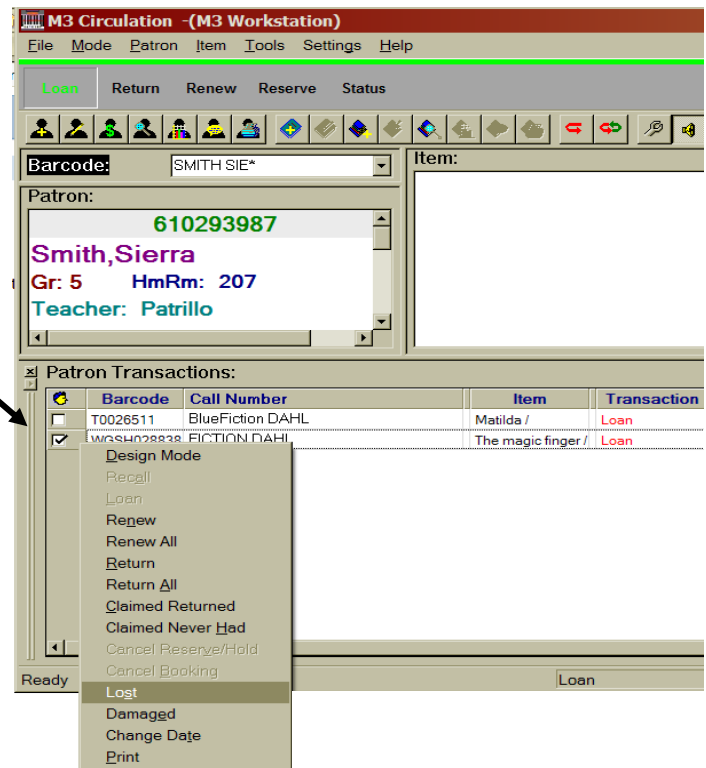 M3 Circulation -(M3 Workstation)
File Mode Patron Item Tools Settings Help
Loan Return Renew Reserve Status
Barcode: SMITH SIE* Item:
Patron:
610293987
Smith,Sierra
Gr: 5 HmRm: 207
Teacher: Patrillo
Patron Transactions:
Barcode Call Number Item Transaction
T0026511 BlueFiction DAHL Matilda / Loan
WGSH028838 FICTION DAHL The magic finger / Loan
Design Mode
Recall
Loan
Renew
Renew All
Return
Return All
Claimed Returned
Claimed Never Had
Cancel Reserve/Hold
Cancel Booking
Ready Loan
Lost
Damaged
Change Date
Print